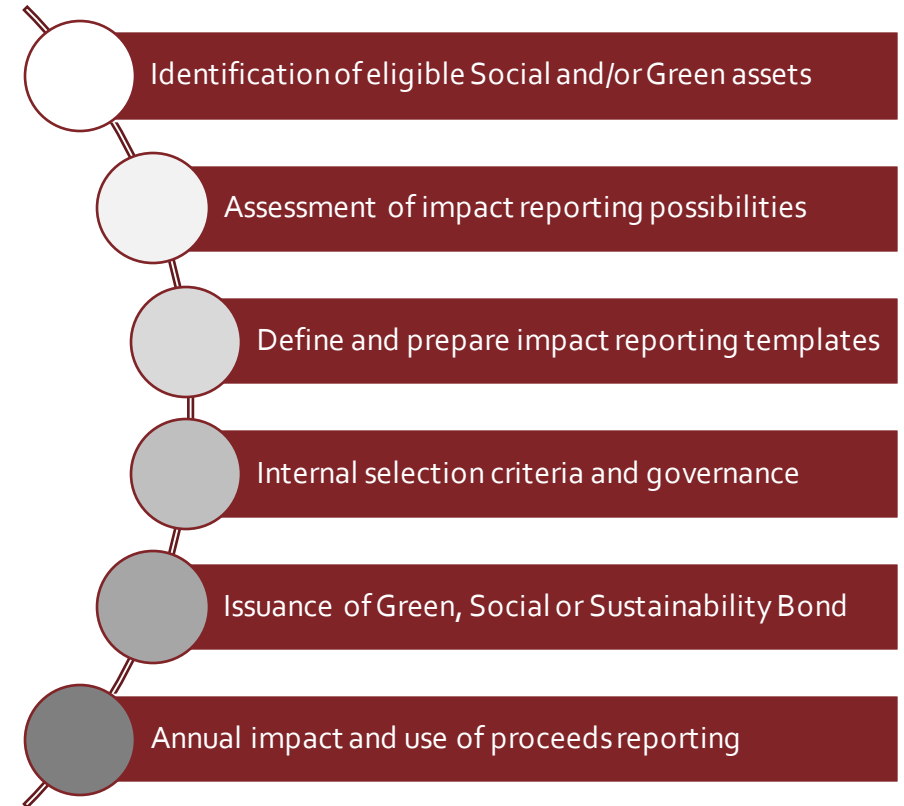 Identification of eligible Social and/or Green assets
Assessment of impact reporting possibilities
Define and prepare impact reporting templates
Internal selection criteria and governance
Issuance of Green, Social or Sustainability Bond
Annual impact and use of proceeds reporting